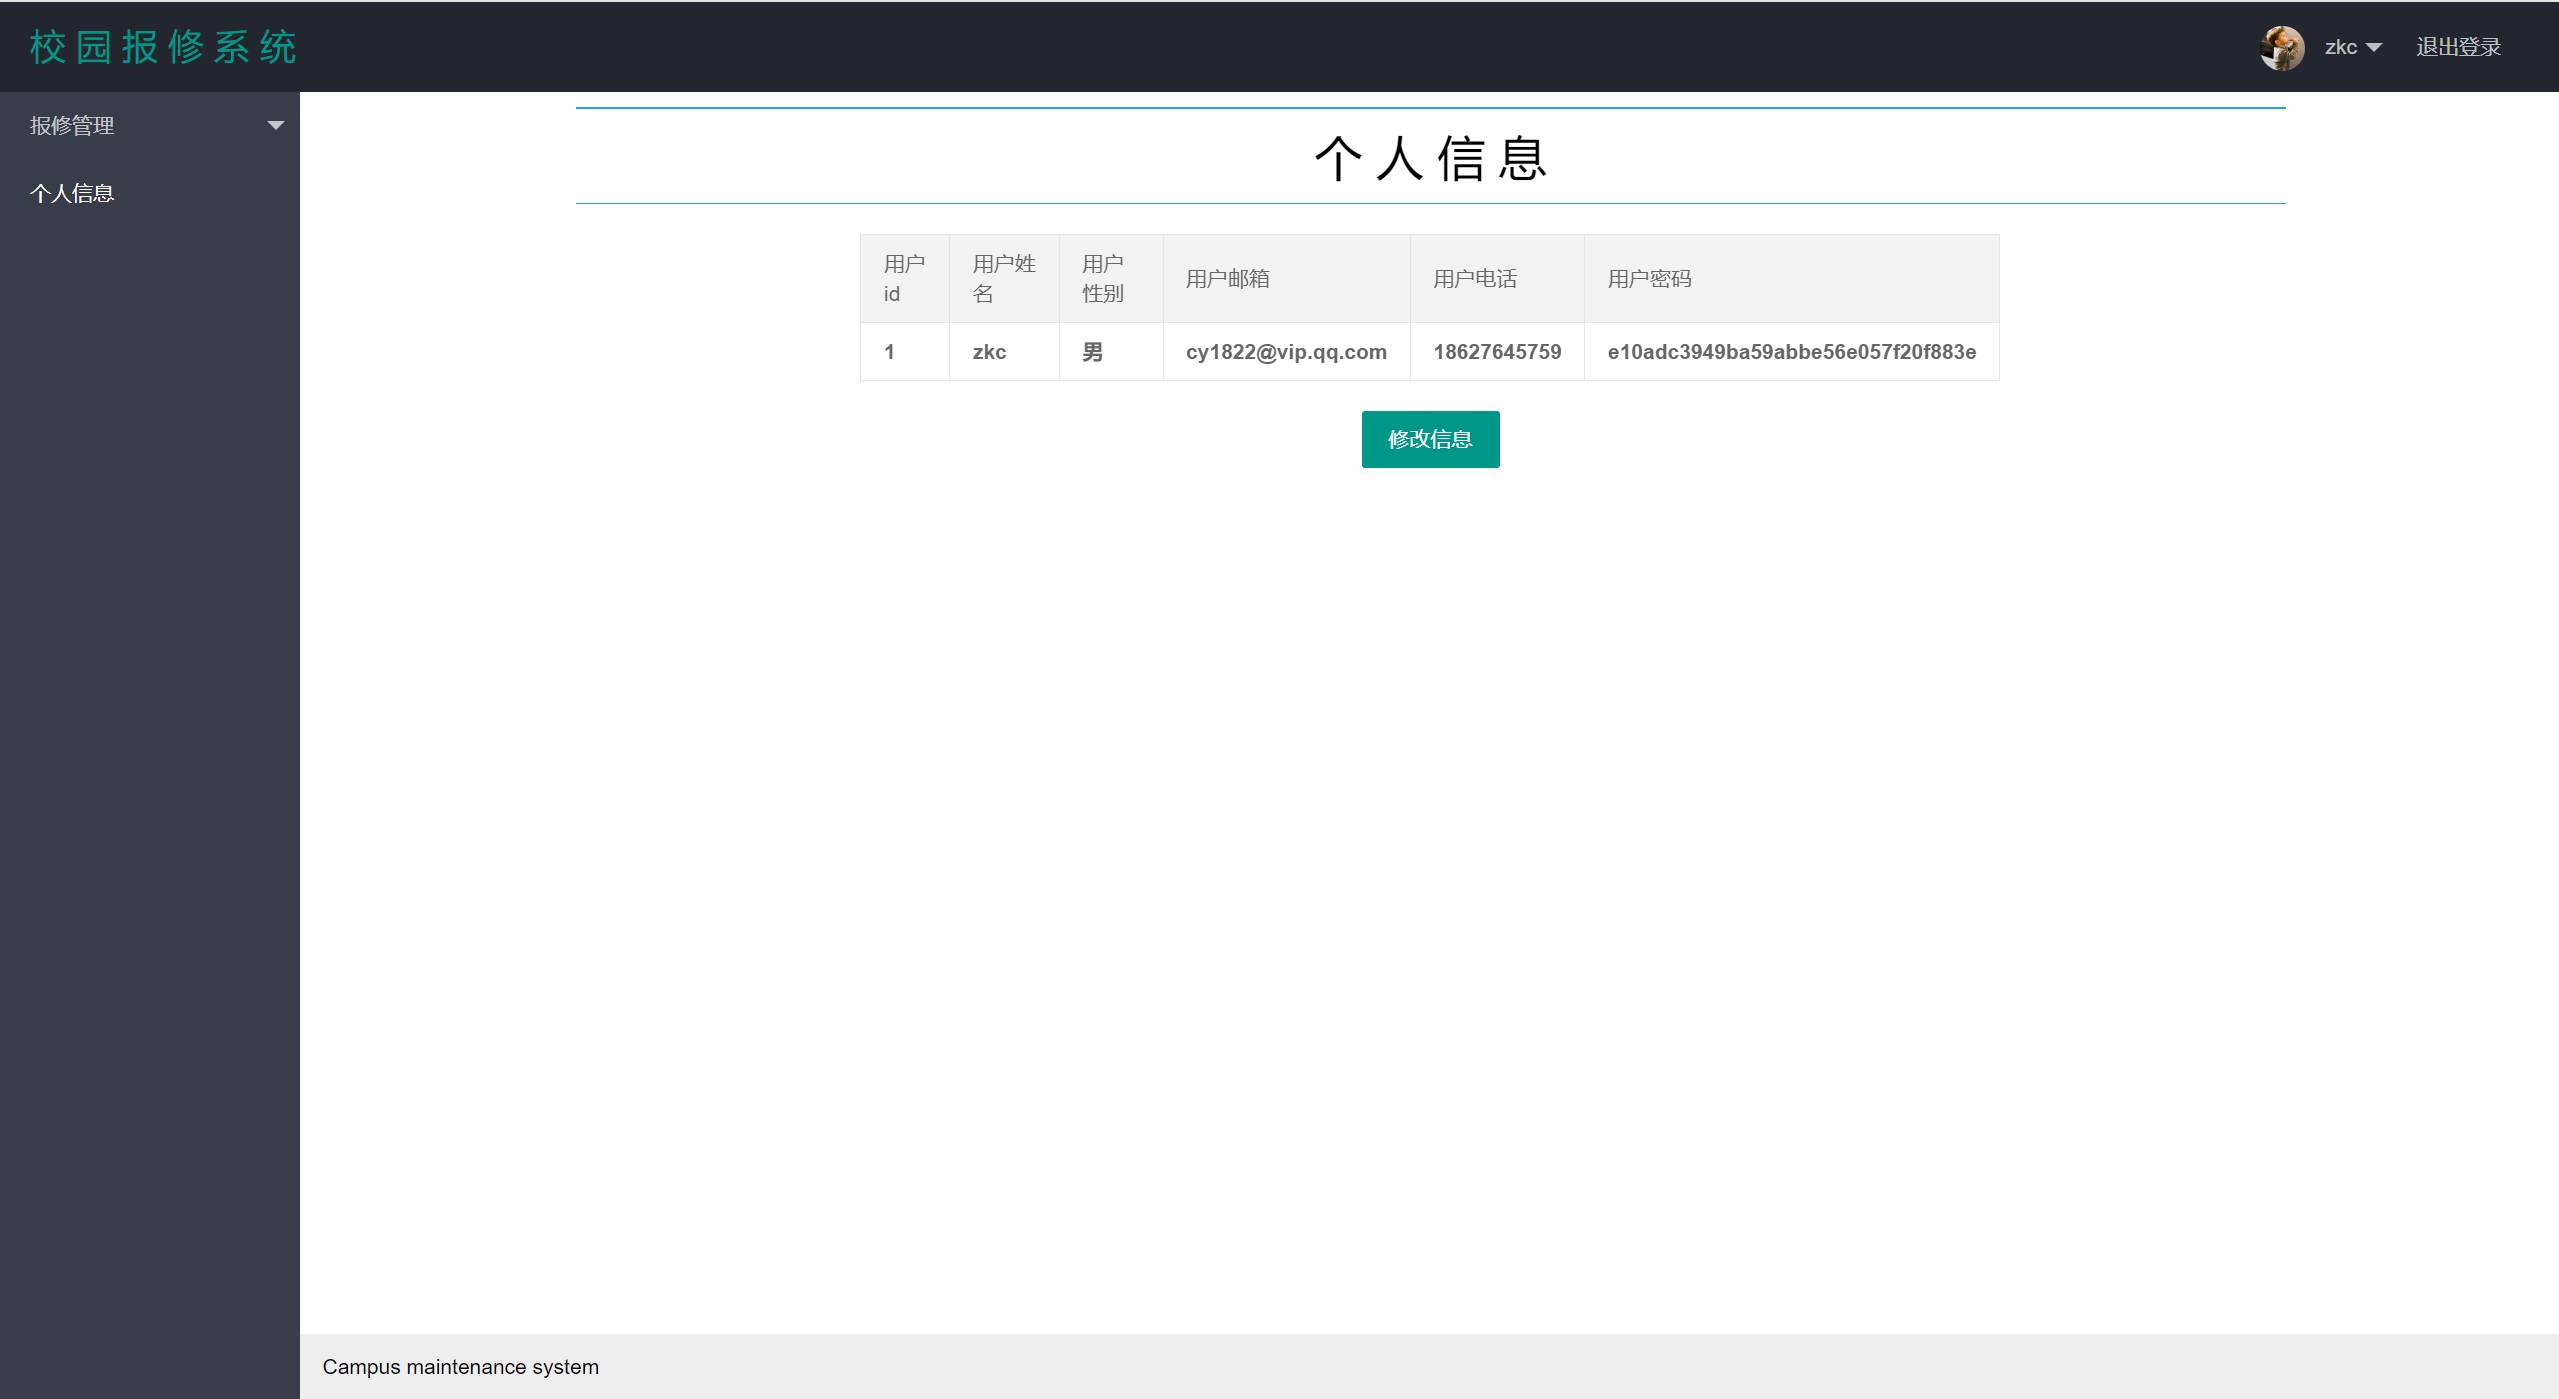 校园报修系统
zkc
退出登录
报修管理
个人信息
个人信息
用户
id
用户姓
名
用户
性别
用户邮箱
用户电话
用户密码
1
zkc
男
cy1822@vip.qq.com
18627645759
e10adc3949ba59abbe56e057f20f883e
修改信息
Campus maintenance system